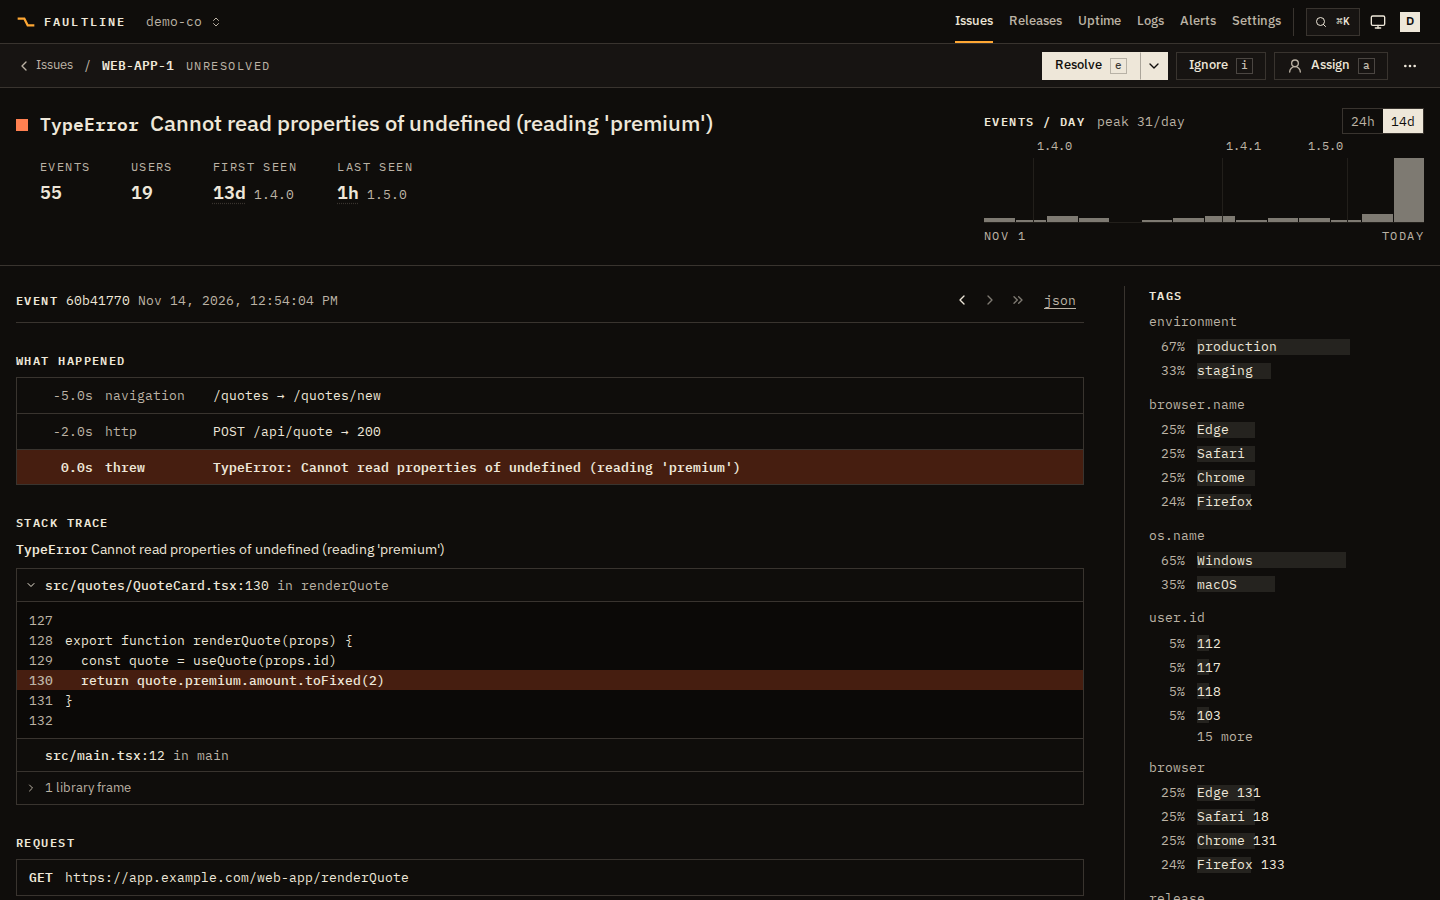 FAULTLINE demo-co Issues Releases Uptime Logs Alerts Settings ⌘K D
Issues / WEB-APP-1 UNRESOLVED Resolve e Ignore i Assign a
TypeError Cannot read properties of undefined (reading 'premium')
EVENTS USERS FIRST SEEN LAST SEEN
55 19 13d 1.4.0 1h 1.5.0
EVENTS / DAY peak 31/day 24h 14d
1.4.0 1.4.1 1.5.0
NOV 1 TODAY
EVENT 60b41770 Nov 14, 2026, 12:54:04 PM json
WHAT HAPPENED
-5.0s navigation /quotes → /quotes/new
-2.0s http POST /api/quote → 200
0.0s threw TypeError: Cannot read properties of undefined (reading 'premium')
STACK TRACE
TypeError Cannot read properties of undefined (reading 'premium')
src/quotes/QuoteCard.tsx:130 in renderQuote
127
128 export function renderQuote(props) {
129 const quote = useQuote(props.id)
130 return quote.premium.amount.toFixed(2)
131 }
132
src/main.tsx:12 in main
1 library frame
REQUEST
GET https://app.example.com/web-app/renderQuote
TAGS
environment
67% production
33% staging
browser.name
25% Edge
25% Safari
25% Chrome
24% Firefox
os.name
65% Windows
35% macOS
user.id
5% 112
5% 117
5% 118
5% 103
15 more
browser
25% Edge 131
25% Safari 18
25% Chrome 131
24% Firefox 133
release